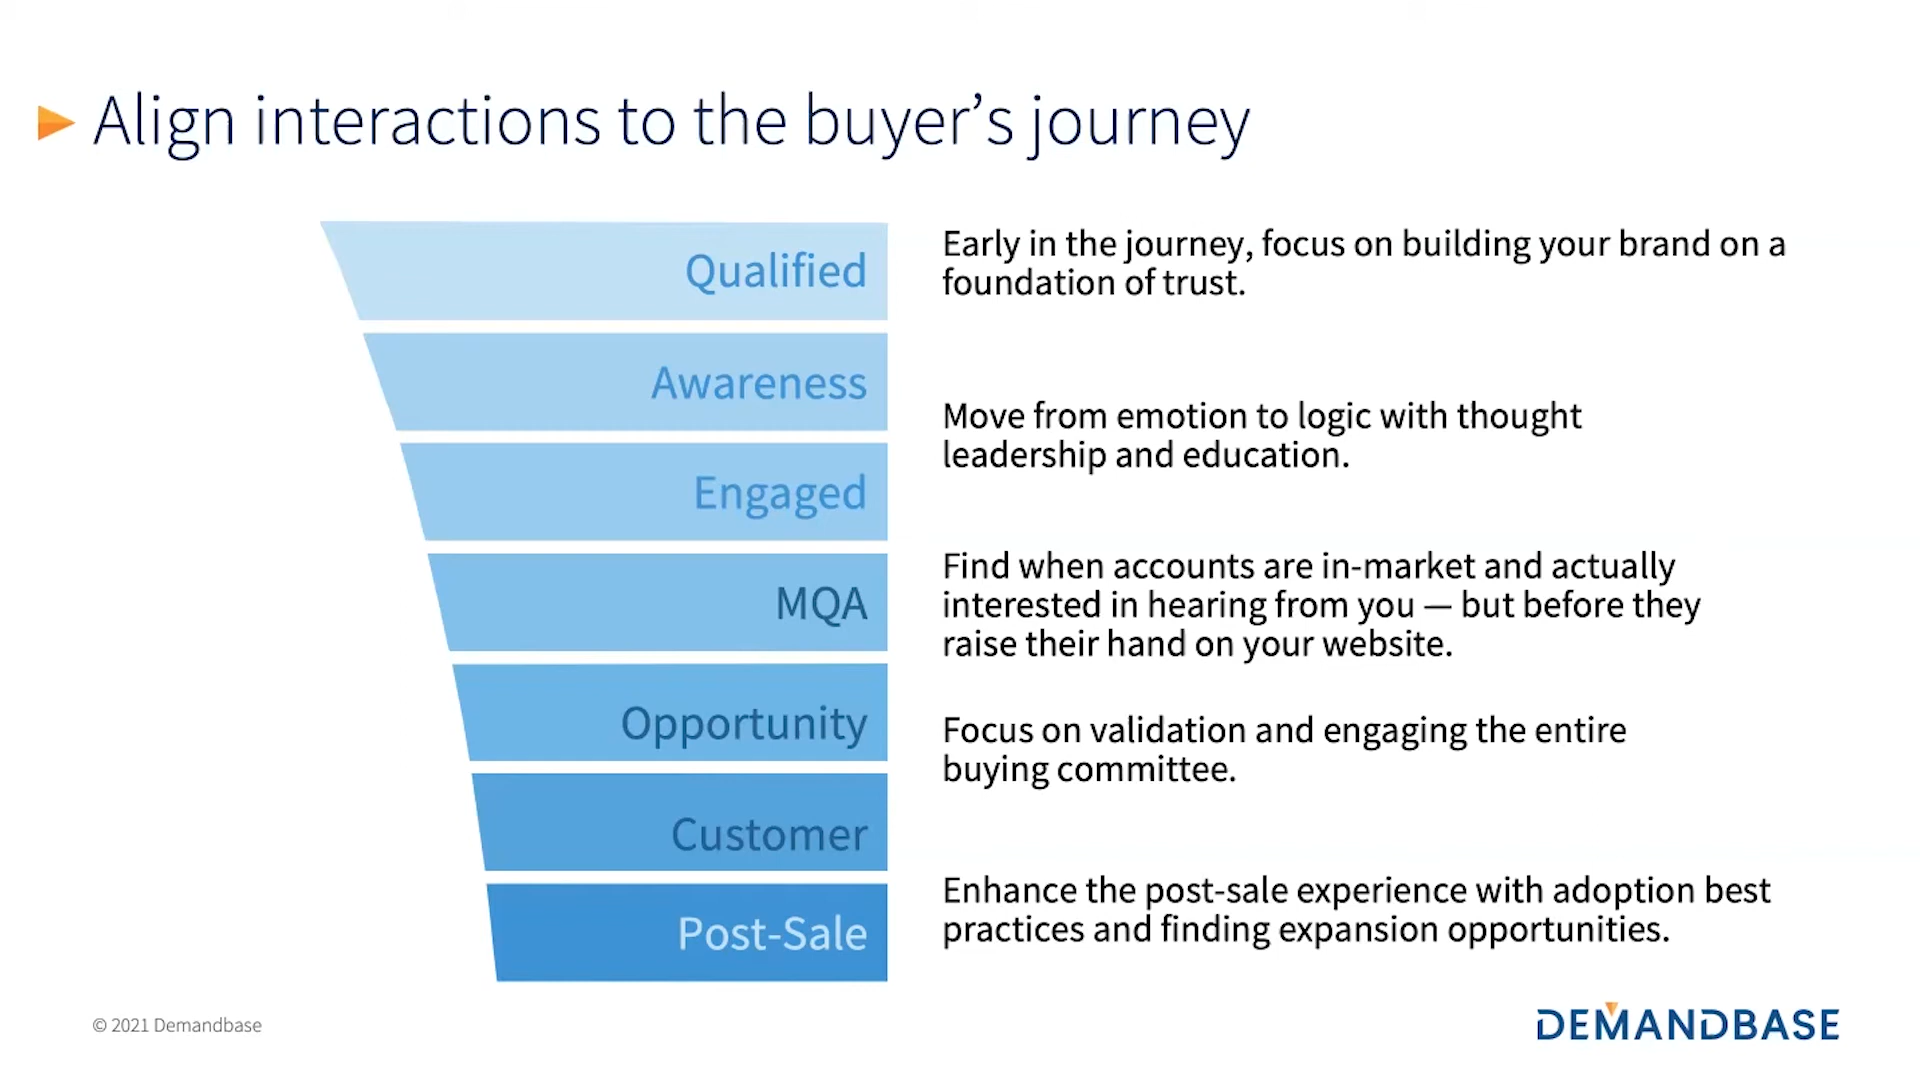 Align interactions to the buyer’s journey
Qualified
Early in the journey, focus on building your brand on a
foundation of trust.
Awareness
Move from emotion to logic with thought
leadership and education.
Engaged
MQA
Find when accounts are in-market and actually
interested in hearing from you — but before they
raise their hand on your website.
Opportunity
Focus on validation and engaging the entire
buying committee.
Customer
Post-Sale
Enhance the post-sale experience with adoption best
practices and finding expansion opportunities.
© 2021 Demandbase
DEMANDBASE